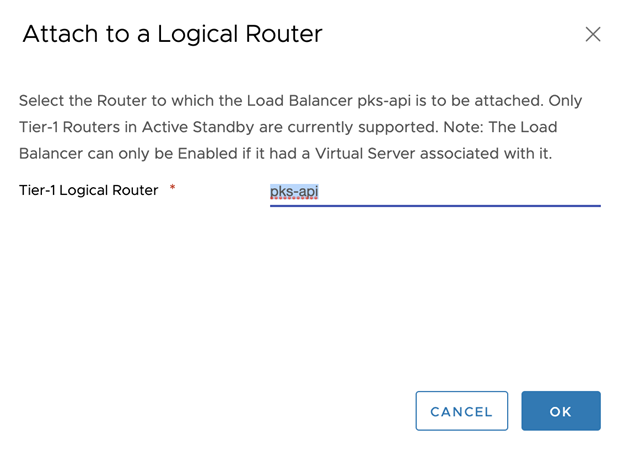 Attach to a Logical Router
Select the Router to which the Load Balancer pks-api is to be attached. Only
Tier-1 Routers in Active Standby are currently supported. Note: The Load
Balancer can only be Enabled if it had a Virtual Server associated with it.
Tier-1 Logical Router * pks-api
CANCEL OK